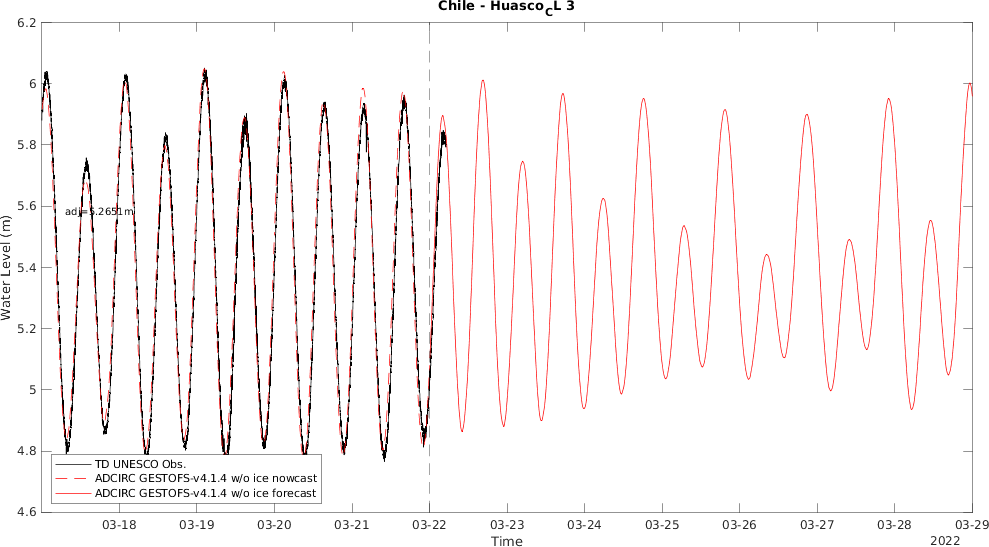 Chile - HuascoCL 3
6.2
6
5.8
5.6
5.4
5.2
5
4.8
4.6
Water Level (m)
adj=5.2651m
TD UNESCO Obs.
ADCIRC GESTOFS-v4.1.4 w/o ice nowcast
ADCIRC GESTOFS-v4.1.4 w/o ice forecast
03-18 03-19 03-20 03-21 03-22 03-23 03-24 03-25 03-26 03-27 03-28 03-29
Time
2022